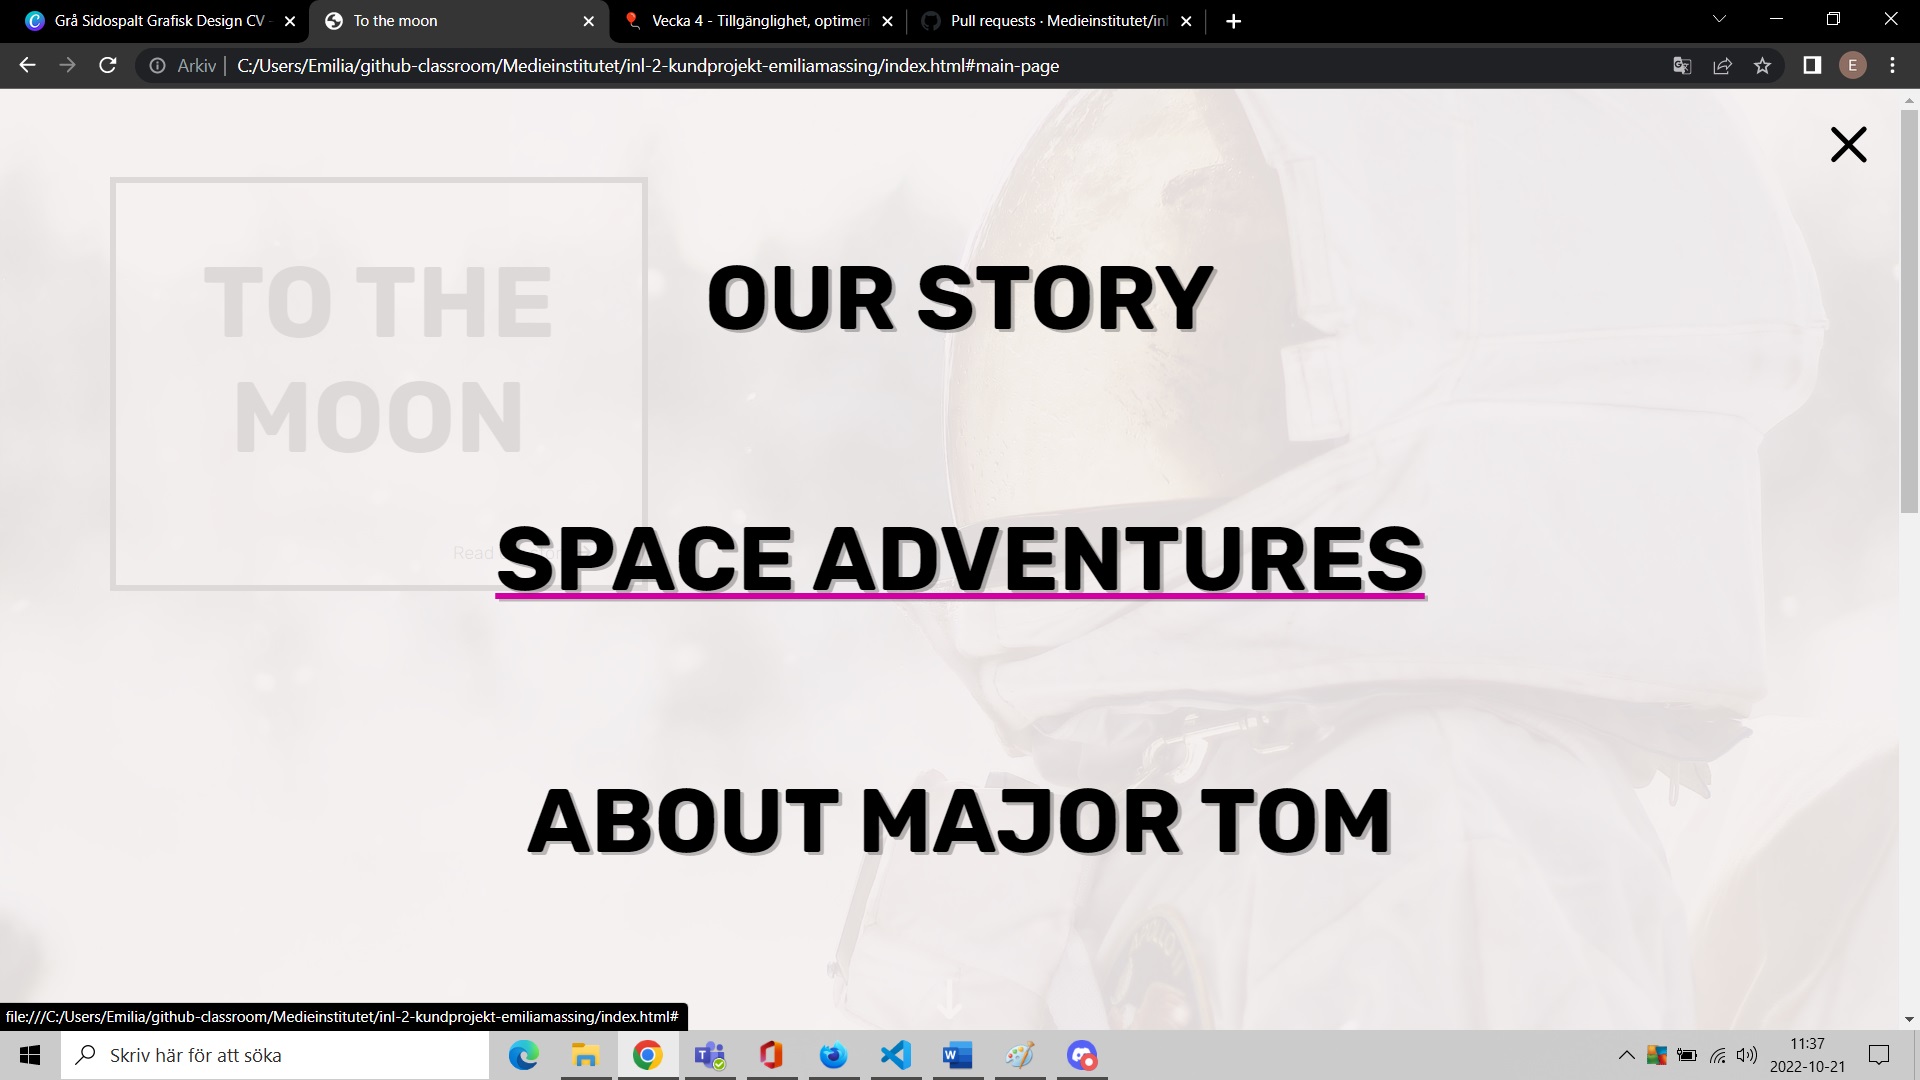 Grå Sidospalt Grafisk Design CV -
To the moon
Vecka 4 - Tillgänglighet, optimeri
Pull requests · Medieinstitutet/inl
Arkiv
C:/Users/Emilia/github-classroom/Medieinstitutet/inl-2-kundprojekt-emiliamassing/index.html#main-page
E
TO THE
MOON
Read
OUR STORY
SPACE ADVENTURES
ABOUT MAJOR TOM
file:///C:/Users/Emilia/github-classroom/Medieinstitutet/inl-2-kundprojekt-emiliamassing/index.html#
Skriv här för att söka
11:37
2022-10-21